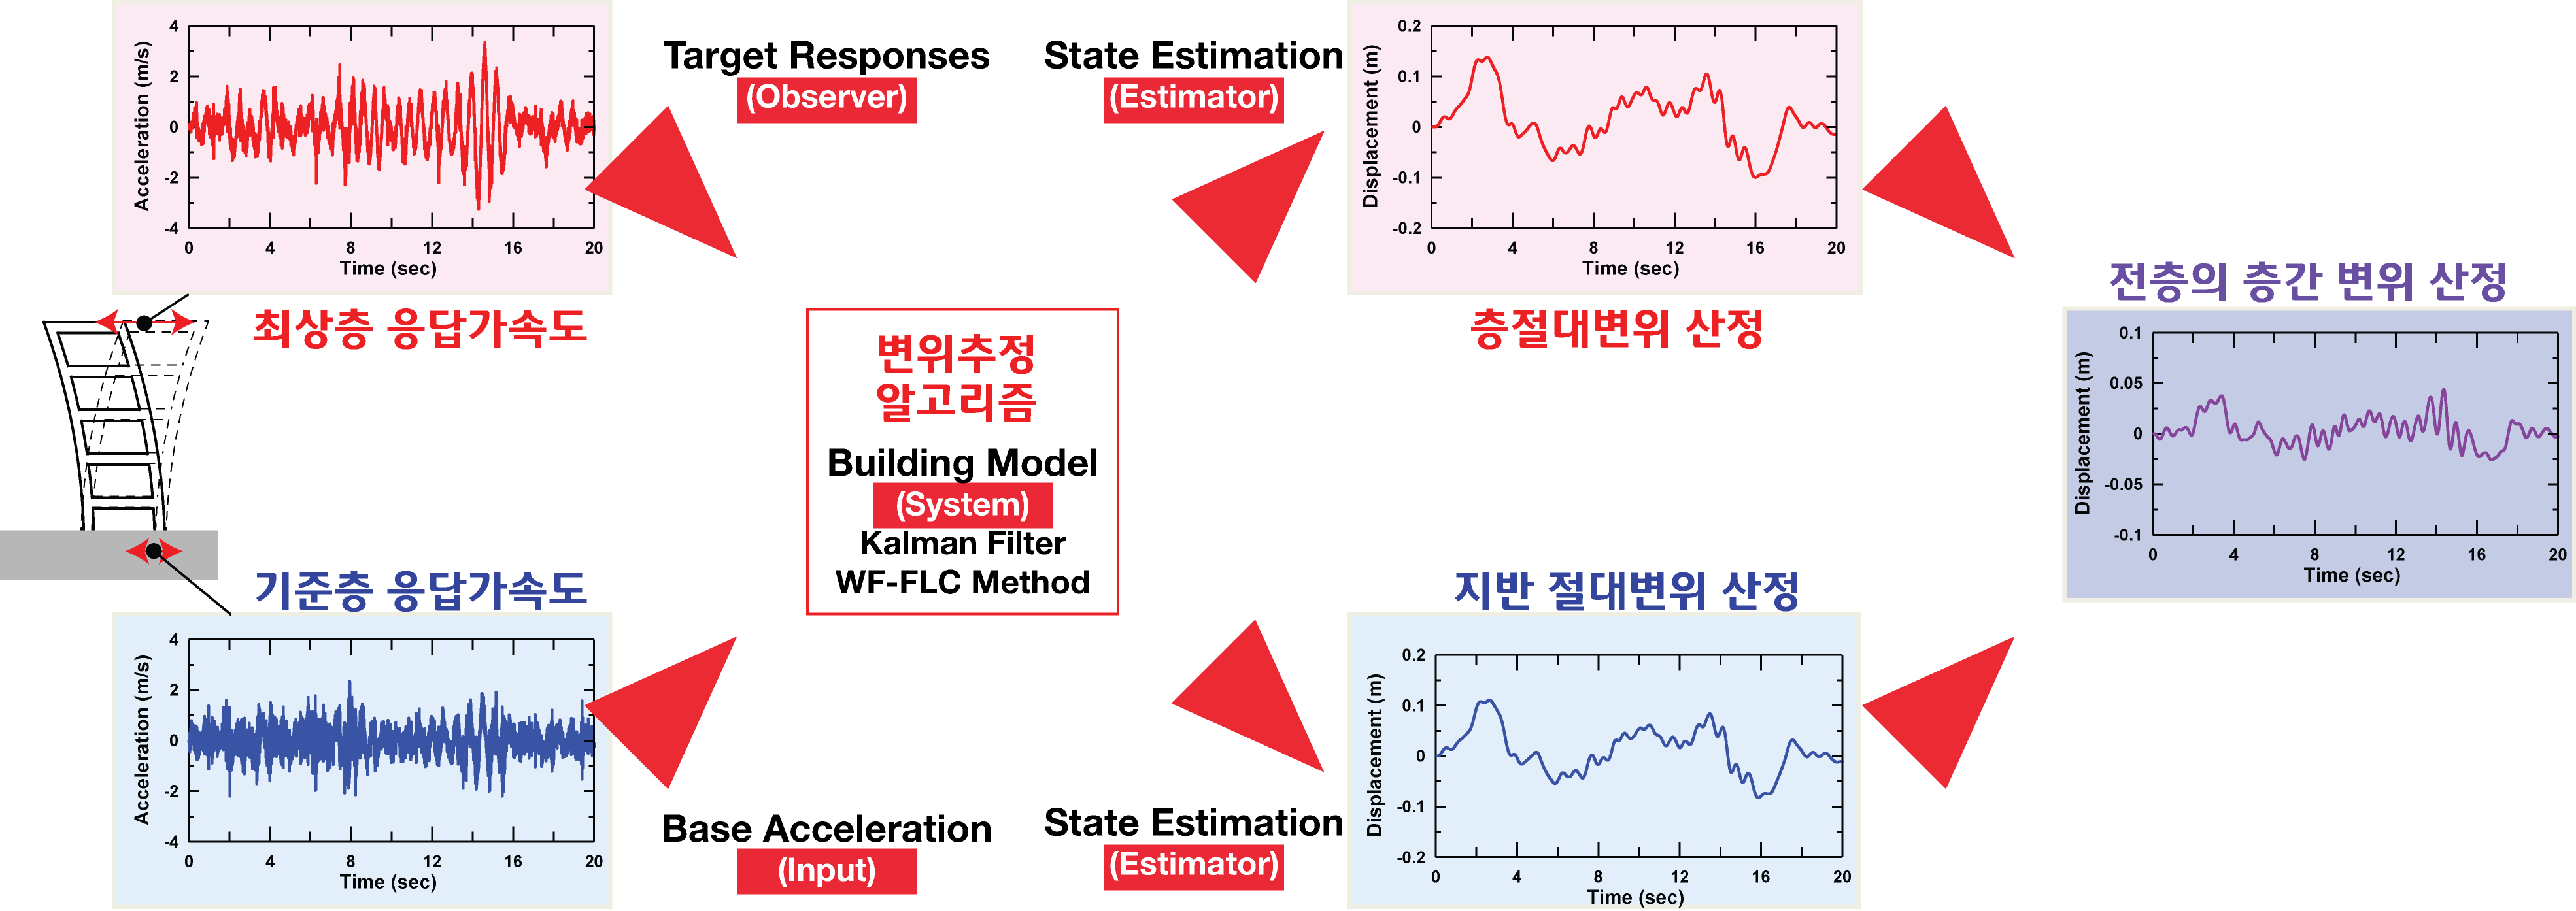 4
2
0
-2
-4
Acceleration (m/s)
0 4 8 12 16 20
Time (sec)
최상층 응답가속도
Target Responses
(Observer)
State Estimation
(Estimator)
0.2
0.1
0
-0.1
-0.2
Displacement (m)
0 4 8 12 16 20
Time (sec)
층절대변위 산정
변위추정
알고리즘
Building Model
(System)
Kalman Filter
WF-FLC Method
전층의 층간 변위 산정
0.1
0.05
0
-0.05
-0.1
Displacement (m)
0 4 8 12 16 20
Time (sec)
기준층 응답가속도
4
2
0
-2
-4
Acceleration (m/s)
0 4 8 12 16 20
Time (sec)
Base Acceleration
(Input)
State Estimation
(Estimator)
지반 절대변위 산정
0.2
0.1
0
-0.1
-0.2
Displacement (m)
0 4 8 12 16 20
Time (sec)